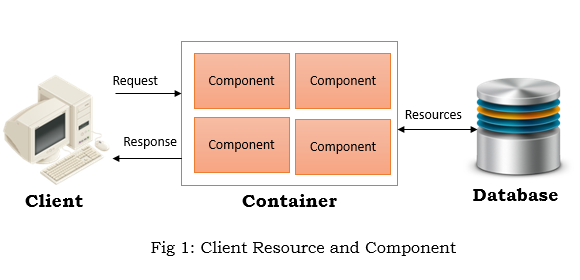 Request
Response
Component
Component
Component
Component
Resources
Client
Container
Database
Fig 1: Client Resource and Component